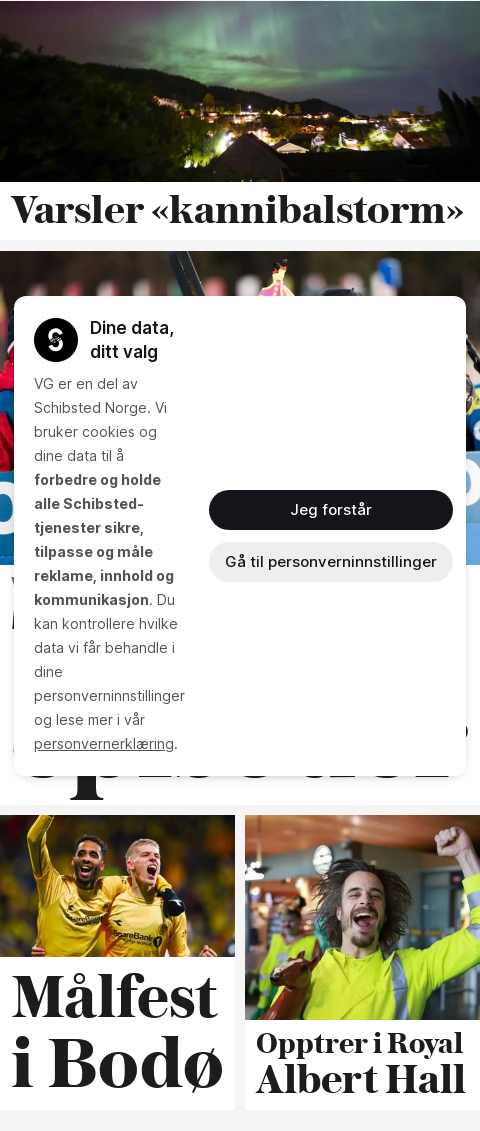 Varsler «kannibalstorm»
Dine data,
ditt valg
VG er en del av
Schibsted Norge. Vi
bruker cookies og
dine data til å
forbedre og holde
alle Schibsted-
tjenester sikre,
tilpasse og måle
reklame, innhold og
kommunikasjon. Du
kan kontrollere hvilke
data vi får behandle i
dine
personverninnstillinger
og lese mer i vår
personvernerklæring.
Jeg forstår
Gå til personverninnstillinger
Målfest
i Bodø
Opptrer i Royal
Albert Hall